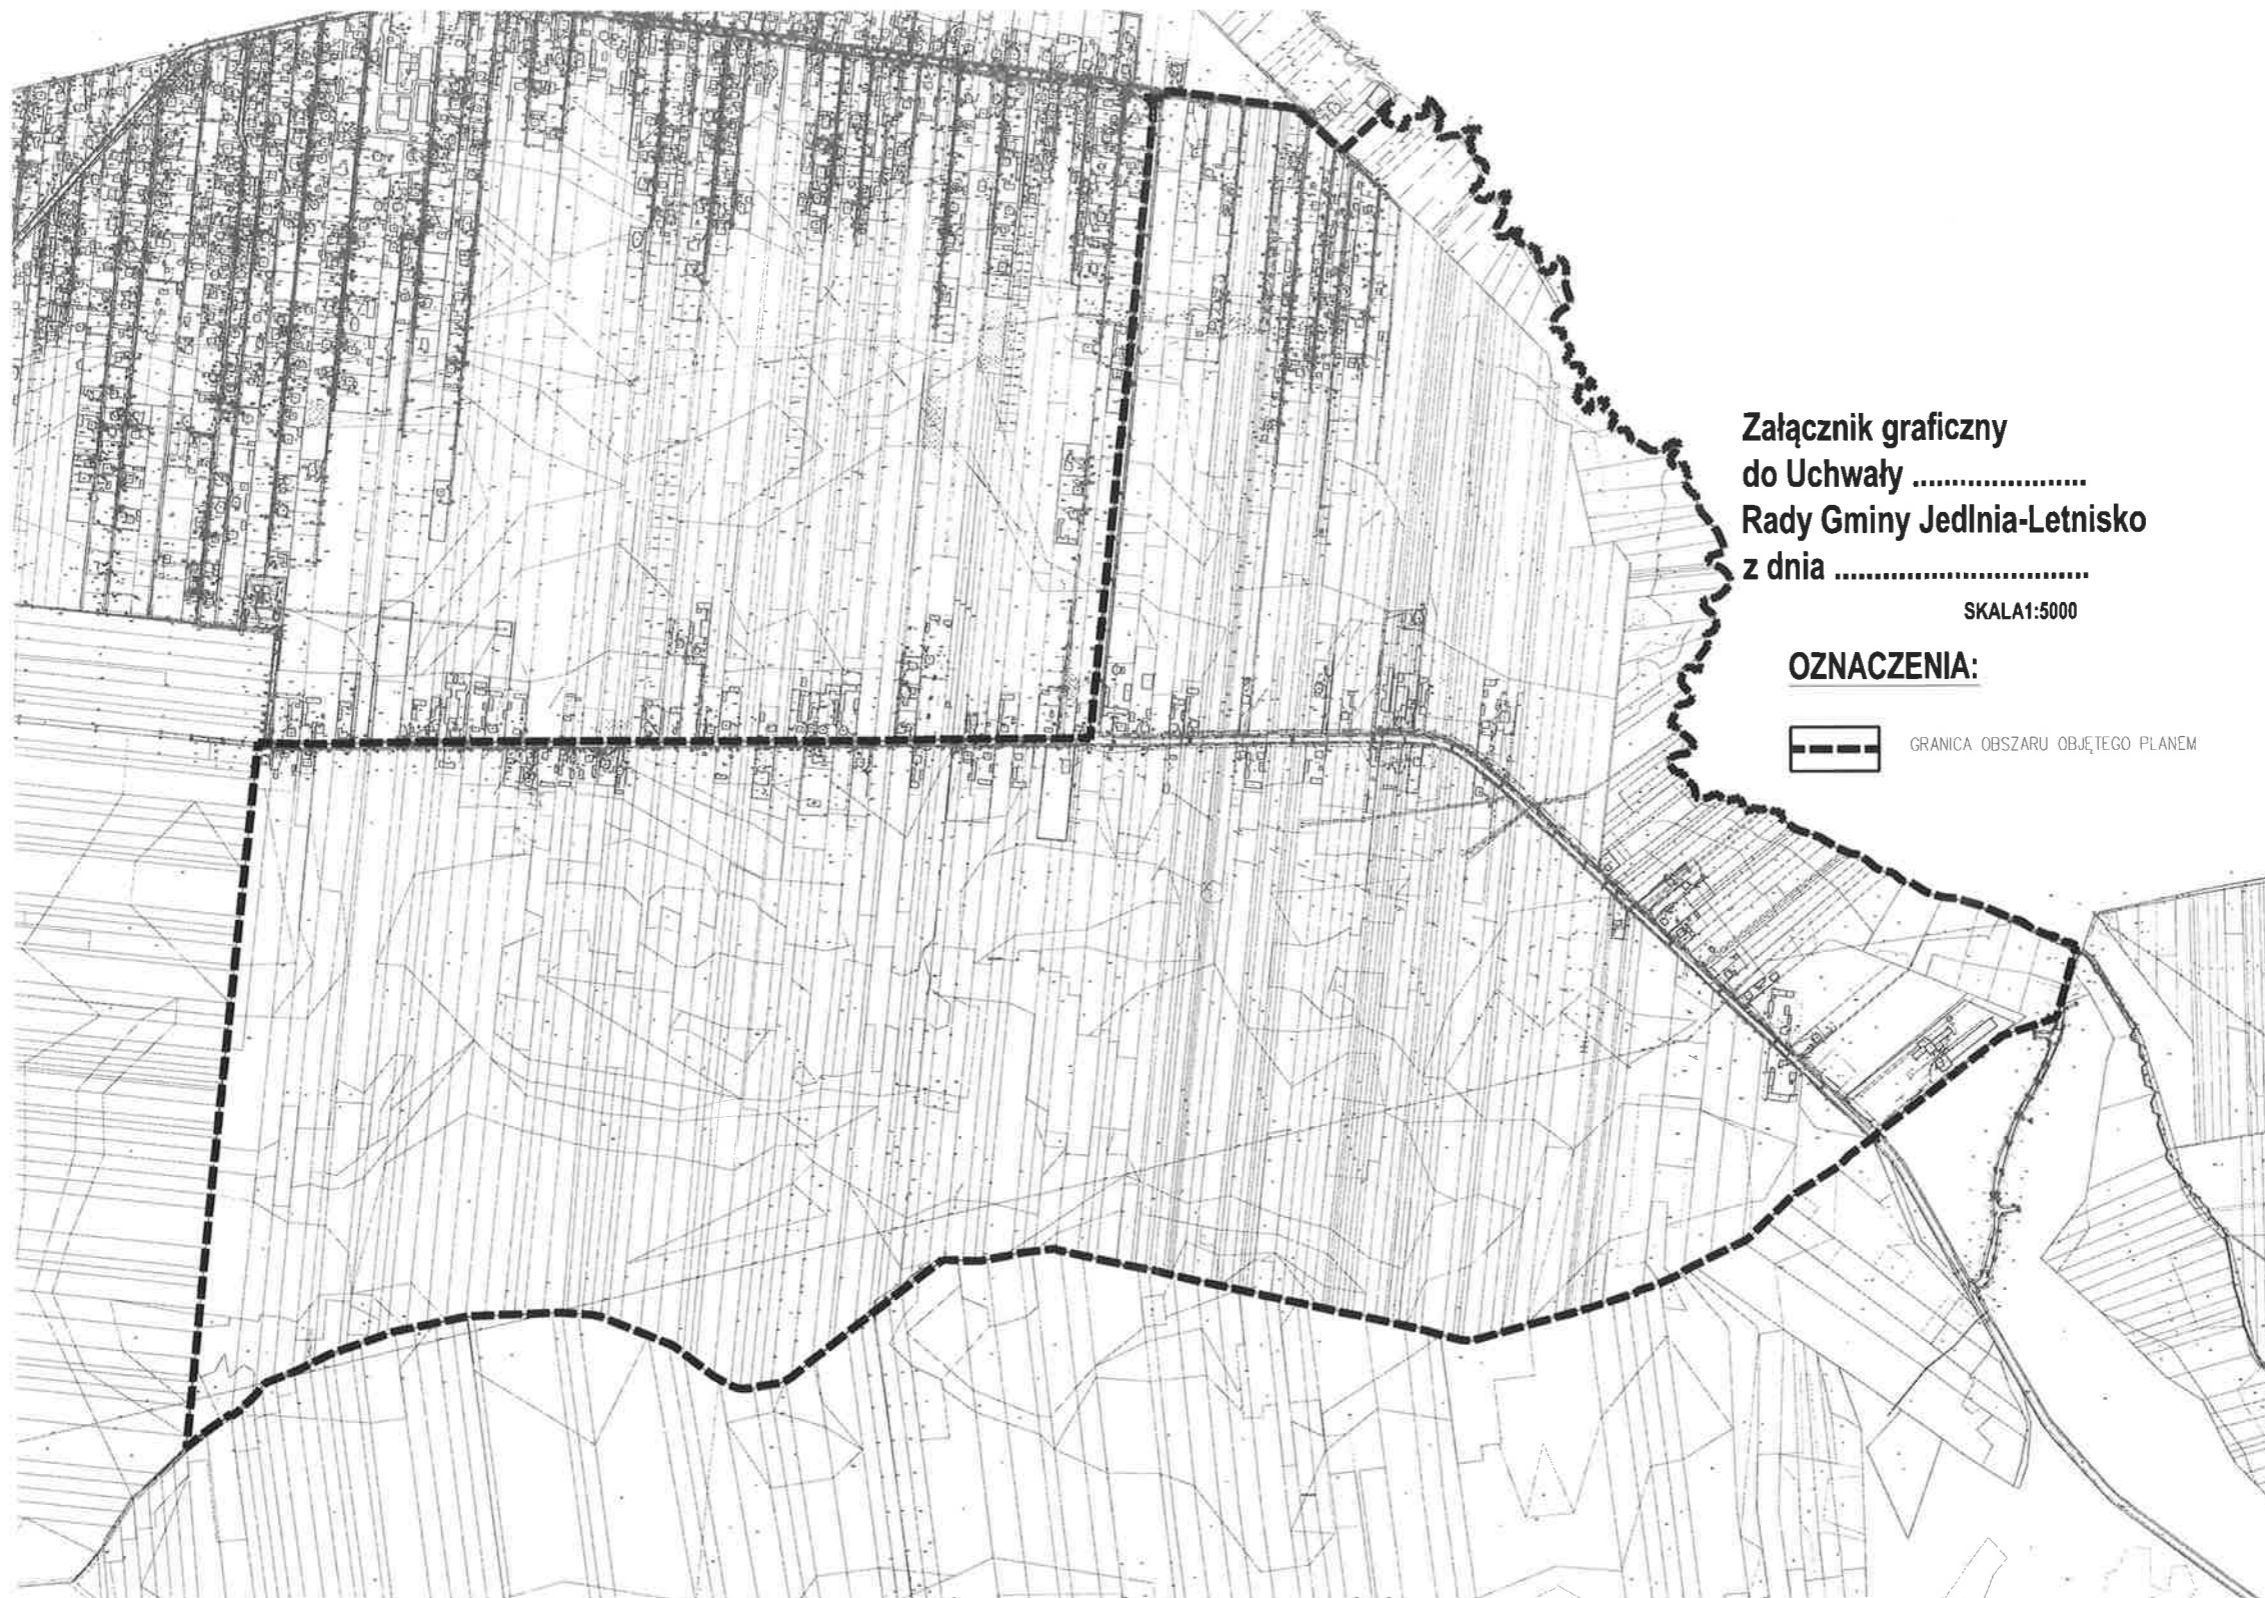 Załącznik graficzny
do Uchwały ......................
Rady Gminy Jedlnia-Letnisko
z dnia ................................
SKALA1:5000
OZNACZENIA:
GRANICA OBSZARU OBJĘTEGO PLANEM